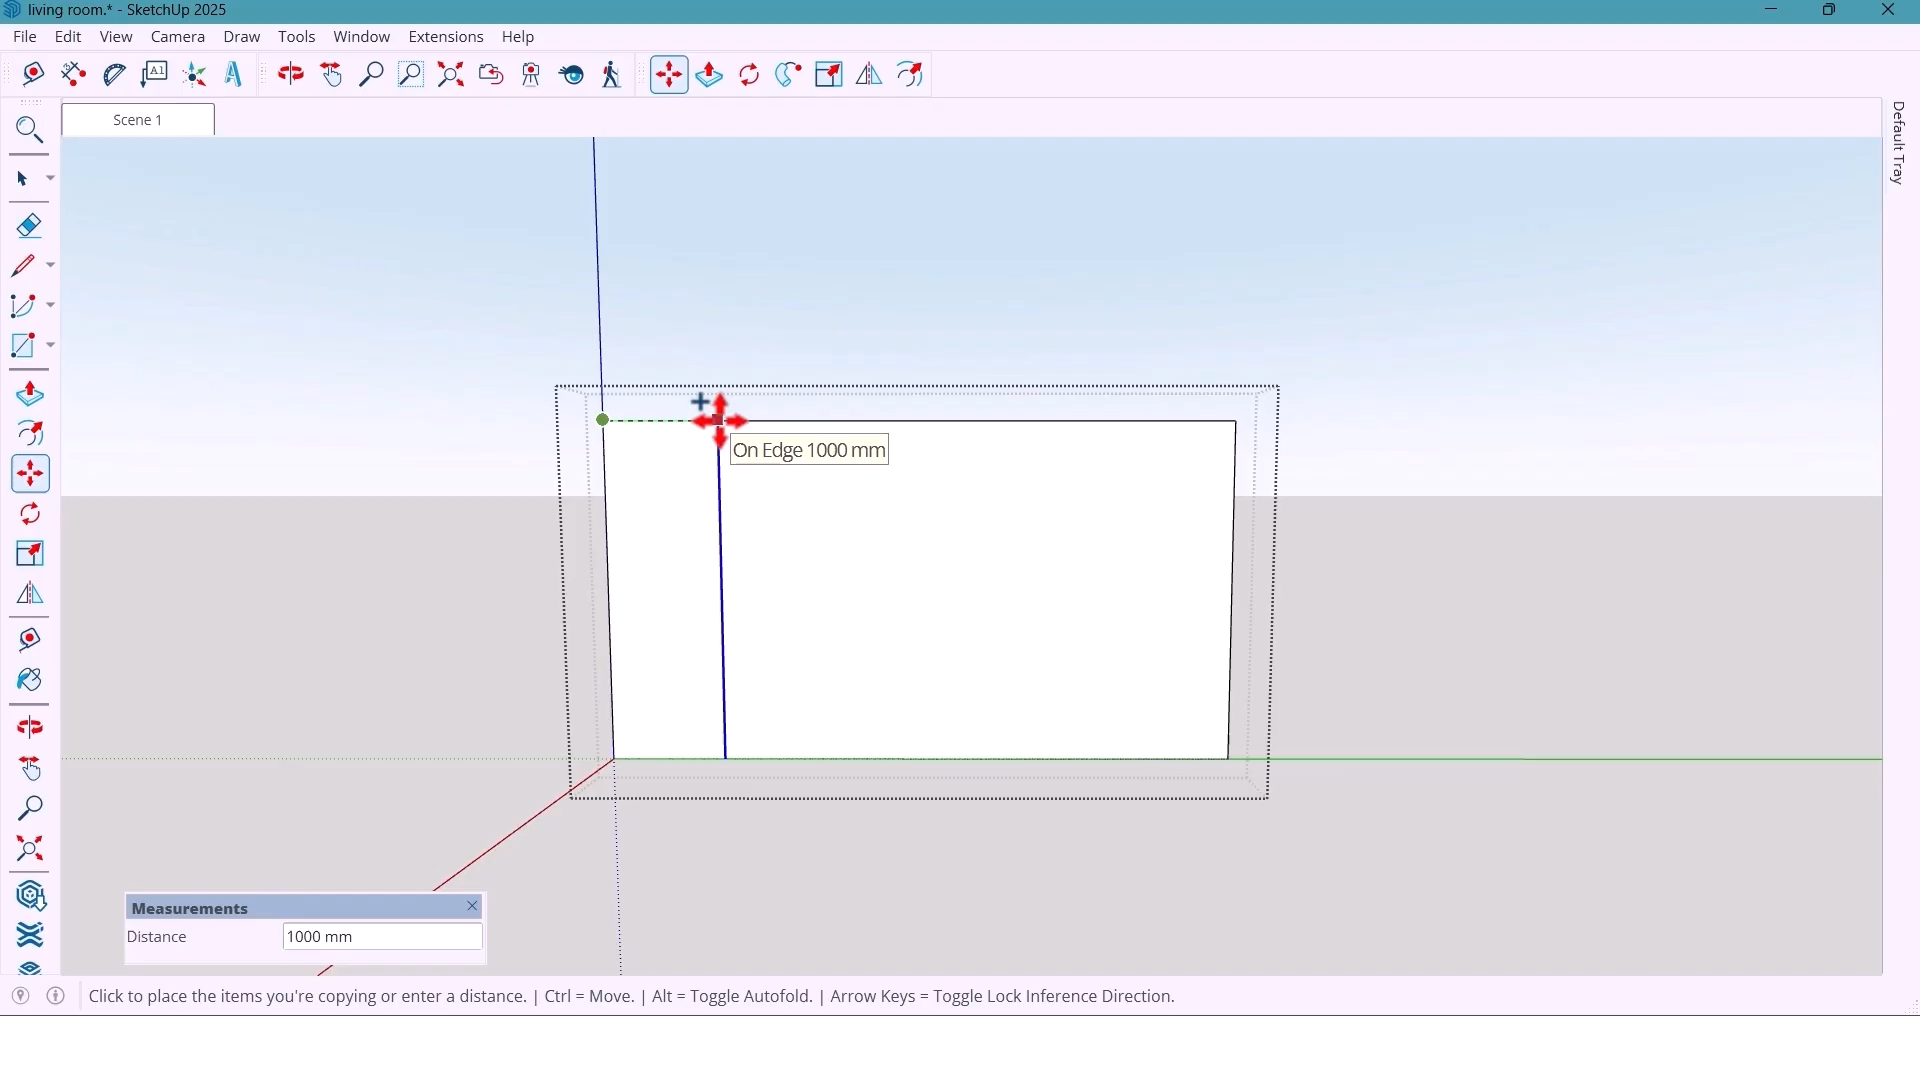 living room.* - SketchUp 2025
File Edit View Camera Draw Tools Window Extensions Help
A1
Scene 1
Default Tray
On Edge 1000 mm
Measurements
Distance 1000 mm
Click to place the items you're copying or enter a distance. | Ctrl = Move. | Alt = Toggle Autofold. | Arrow Keys = Toggle Lock Inference Direction.